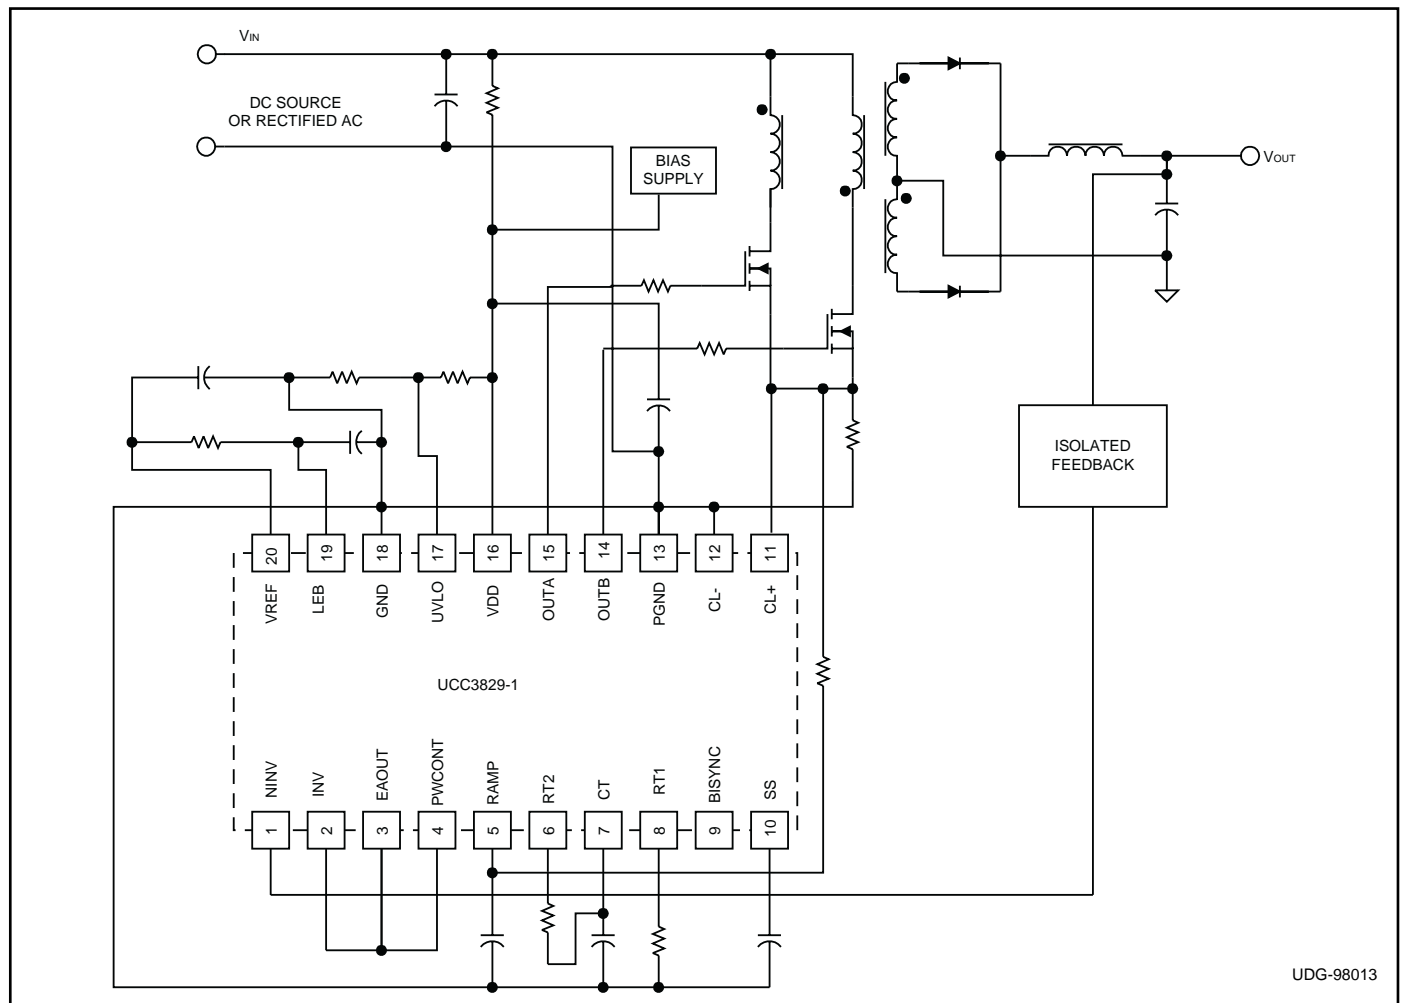 VIN
DC SOURCE
OR RECTIFIED AC
BIAS
SUPPLY
VOUT
ISOLATED
FEEDBACK
20
19
18
17
16
15
14
13
12
11
VREF
LEB
GND
UVLO
VDD
OUTA
OUTB
PGND
CL-
CL+
UCC3829-1
NINV
INV
EAOUT
PWCONT
RAMP
RT2
CT
RT1
BISYNC
SS
1
2
3
4
5
6
7
8
9
10
UDG-98013